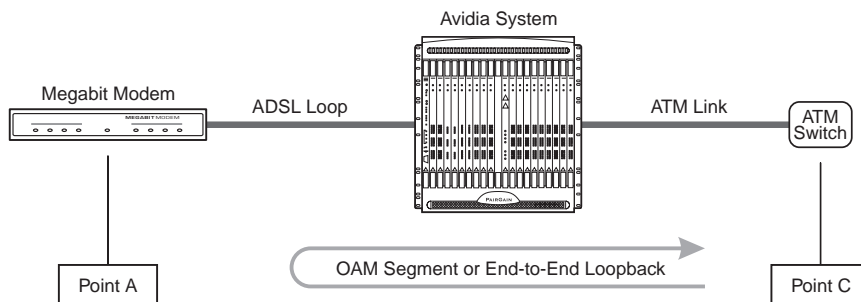 Avidia System
Megabit Modem
ADSL Loop
ATM Link
MEGABIT MODEM
ATM
Switch
PAIRGAIN
OAM Segment or End-to-End Loopback
Point A
Point C